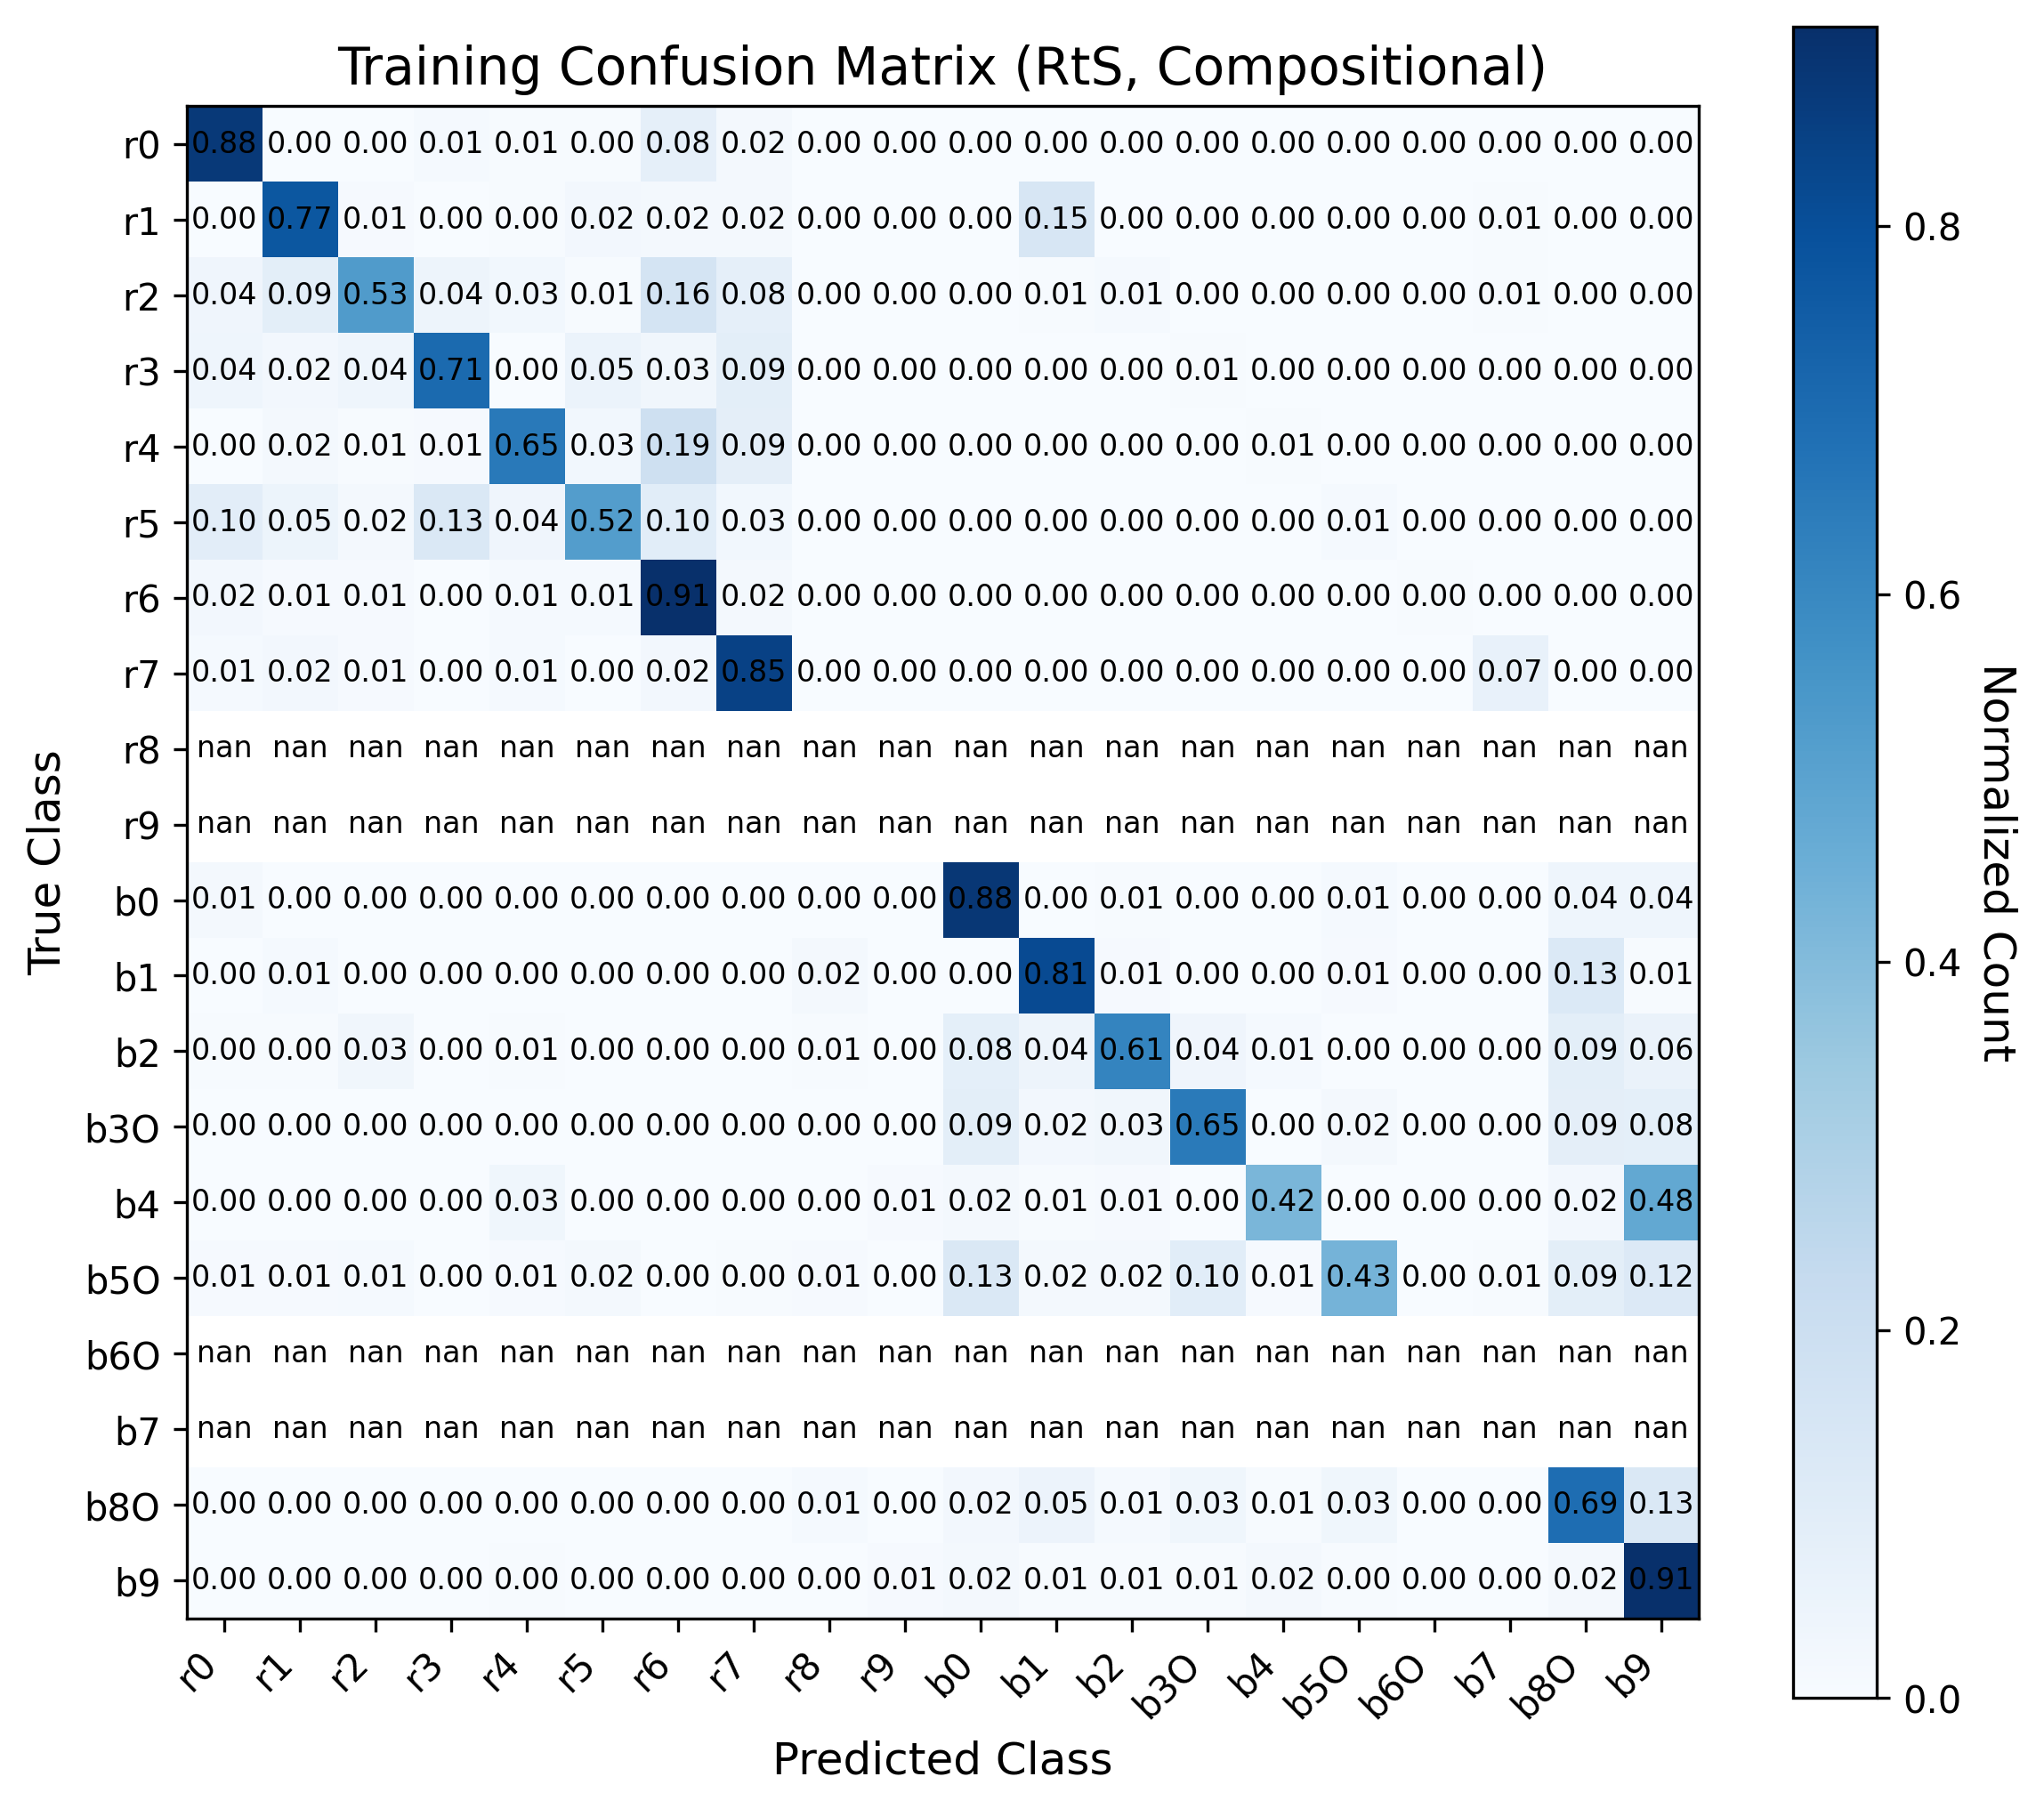 Training Confusion Matrix (RtS, Compositional)
r0 0.88 0.00 0.00 0.01 0.01 0.00 0.08 0.02 0.00 0.00 0.00 0.00 0.00 0.00 0.00 0.00 0.00 0.00 0.00 0.00
r1 0.00 0.77 0.01 0.00 0.00 0.02 0.02 0.02 0.00 0.00 0.00 0.15 0.00 0.00 0.00 0.00 0.00 0.01 0.00 0.00
r2 0.04 0.09 0.53 0.04 0.03 0.01 0.16 0.08 0.00 0.00 0.00 0.01 0.01 0.00 0.00 0.00 0.00 0.01 0.00 0.00
r3 0.04 0.02 0.04 0.71 0.00 0.05 0.03 0.09 0.00 0.00 0.00 0.00 0.00 0.01 0.00 0.00 0.00 0.00 0.00 0.00
r4 0.00 0.02 0.01 0.01 0.65 0.03 0.19 0.09 0.00 0.00 0.00 0.00 0.00 0.00 0.01 0.00 0.00 0.00 0.00 0.00
r5 0.10 0.05 0.02 0.13 0.04 0.52 0.10 0.03 0.00 0.00 0.00 0.00 0.00 0.00 0.00 0.01 0.00 0.00 0.00 0.00
r6 0.02 0.01 0.01 0.00 0.01 0.01 0.91 0.02 0.00 0.00 0.00 0.00 0.00 0.00 0.00 0.00 0.00 0.00 0.00 0.00
r7 0.01 0.02 0.01 0.00 0.01 0.00 0.02 0.85 0.00 0.00 0.00 0.00 0.00 0.00 0.00 0.00 0.00 0.07 0.00 0.00
r8 nan nan nan nan nan nan nan nan nan nan nan nan nan nan nan nan nan nan nan nan
r9 nan nan nan nan nan nan nan nan nan nan nan nan nan nan nan nan nan nan nan nan
b0 0.01 0.00 0.00 0.00 0.00 0.00 0.00 0.00 0.00 0.00 0.88 0.00 0.01 0.00 0.00 0.01 0.00 0.00 0.04 0.04
b1 0.00 0.01 0.00 0.00 0.00 0.00 0.00 0.00 0.02 0.00 0.00 0.81 0.01 0.00 0.00 0.01 0.00 0.00 0.13 0.01
b2 0.00 0.00 0.03 0.00 0.01 0.00 0.00 0.00 0.01 0.00 0.08 0.04 0.61 0.04 0.01 0.00 0.00 0.00 0.09 0.06
b3O 0.00 0.00 0.00 0.00 0.00 0.00 0.00 0.00 0.00 0.00 0.09 0.02 0.03 0.65 0.00 0.02 0.00 0.00 0.09 0.08
b4 0.00 0.00 0.00 0.00 0.03 0.00 0.00 0.00 0.00 0.01 0.02 0.01 0.01 0.00 0.42 0.00 0.00 0.00 0.02 0.48
b5O 0.01 0.01 0.01 0.00 0.01 0.02 0.00 0.00 0.01 0.00 0.13 0.02 0.02 0.10 0.01 0.43 0.00 0.01 0.09 0.12
b6O nan nan nan nan nan nan nan nan nan nan nan nan nan nan nan nan nan nan nan nan
b7 nan nan nan nan nan nan nan nan nan nan nan nan nan nan nan nan nan nan nan nan
b8O 0.00 0.00 0.00 0.00 0.00 0.00 0.00 0.00 0.01 0.00 0.02 0.05 0.01 0.03 0.01 0.03 0.00 0.00 0.69 0.13
b9 0.00 0.00 0.00 0.00 0.00 0.00 0.00 0.00 0.00 0.01 0.02 0.01 0.01 0.01 0.02 0.00 0.00 0.00 0.02 0.91
r0 r1 r2 r3 r4 r5 r6 r7 r8 r9 b0 b1 b2 b3O b4 b5O b6O b7 b8O b9
Predicted Class
True Class
0.8
0.6
0.4
0.2
0.0
Normalized Count